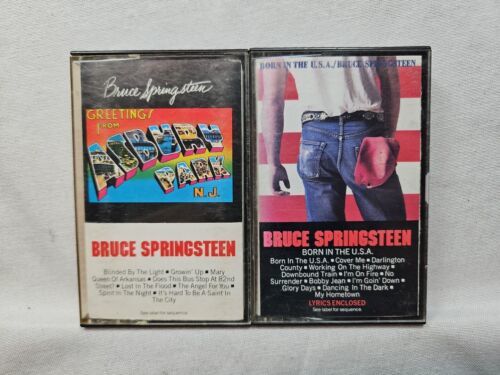 Bruce Springsteen
GREETINGS
FROM
ASBURY
PARK
N.J.
BRUCE SPRINGSTEEN
Blinded By The Light ■ Growin' Up ■ Mary
Queen Of Arkansas ■ Does This Bus Stop At 82nd
Street? ■ Lost In The Flood ■ The Angel For You ■
Spirit In The Night ■ It's Hard To Be A Saint In
The City
See label for sequence.
BORN IN THE U.S.A./BRUCE SPRINGSTEEN
BRUCE SPRINGSTEEN
BORN IN THE U.S.A.
Born In The U.S.A. ■ Cover Me ■ Darlington
County ■ Working On The Highway ■
Downbound Train ■ I'm On Fire ■ No
Surrender ■ Bobby Jean ■ I'm Goin' Down ■
Glory Days ■ Dancing In The Dark ■
My Hometown
LYRICS ENCLOSED
See label for sequence.